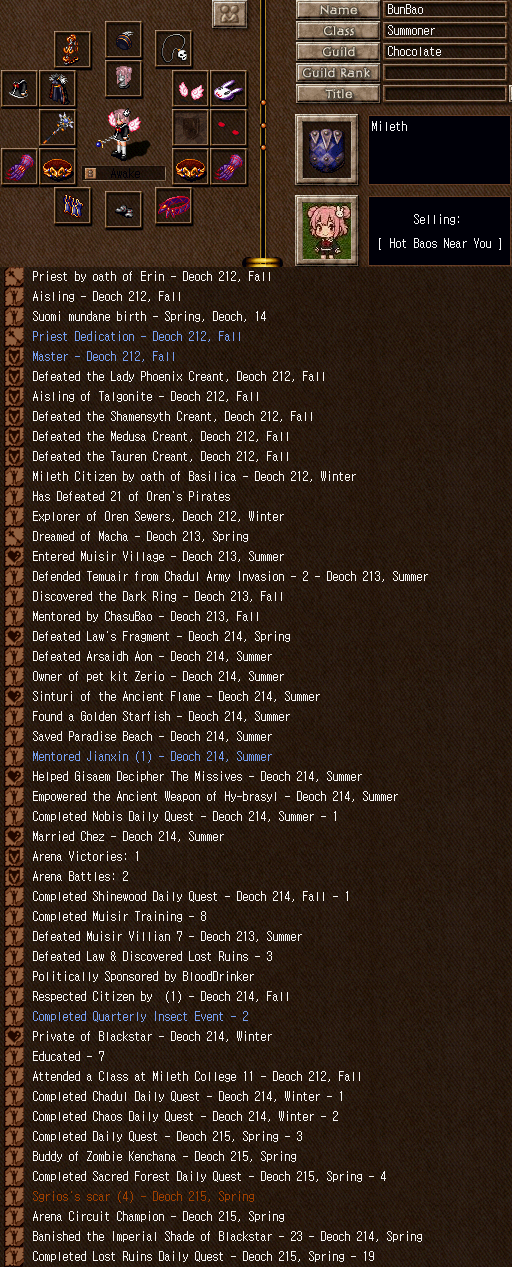 Name BunBao
Class Summoner
Guild Chocolate
Guild Rank
Title
Mileth
Awake
Selling:
[ Hot Baos Near You ]
Priest by oath of Erin - Deoch 212, Fall
Aisling - Deoch 212, Fall
Suomi mundane birth - Spring, Deoch, 14
Priest Dedication - Deoch 212, Fall
Master - Deoch 212, Fall
Defeated the Lady Phoenix Creant, Deoch 212, Fall
Aisling of Talgonite - Deoch 212, Fall
Defeated the Shamensyth Creant, Deoch 212, Fall
Defeated the Medusa Creant, Deoch 212, Fall
Defeated the Tauren Creant, Deoch 212, Fall
Mileth Citizen by oath of Basilica - Deoch 212, Winter
Has Defeated 21 of Oren's Pirates
Explorer of Oren Sewers, Deoch 212, Winter
Dreamed of Macha - Deoch 213, Spring
Entered Muisir Village - Deoch 213, Summer
Defended Temuair from Chadul Army Invasion - 2 - Deoch 213, Summer
Discovered the Dark Ring - Deoch 213, Fall
Mentored by ChasuBao - Deoch 213, Fall
Defeated Law's Fragment - Deoch 214, Spring
Defeated Arsaidh Aon - Deoch 214, Summer
Owner of pet kit Zerio - Deoch 214, Summer
Sinturi of the Ancient Flame - Deoch 214, Summer
Found a Golden Starfish - Deoch 214, Summer
Saved Paradise Beach - Deoch 214, Summer
Mentored Jianxin (1) - Deoch 214, Summer
Helped Gisaem Decipher The Missives - Deoch 214, Summer
Empowered the Ancient Weapon of Hy-brasyl - Deoch 214, Summer
Completed Nobis Daily Quest - Deoch 214, Summer - 1
Married Chez - Deoch 214, Summer
Arena Victories: 1
Arena Battles: 2
Completed Shinewood Daily Quest - Deoch 214, Fall - 1
Completed Muisir Training - 8
Defeated Muisir Villian 7 - Deoch 213, Summer
Defeated Law & Discovered Lost Ruins - 3
Politically Sponsored by BloodDrinker
Respected Citizen by (1) - Deoch 214, Fall
Completed Quarterly Insect Event - 2
Private of Blackstar - Deoch 214, Winter
Educated - 7
Attended a Class at Mileth College 11 - Deoch 212, Fall
Completed Chadul Daily Quest - Deoch 214, Winter - 1
Completed Chaos Daily Quest - Deoch 214, Winter - 2
Completed Daily Quest - Deoch 215, Spring - 3
Buddy of Zombie Kenchana - Deoch 215, Spring
Completed Sacred Forest Daily Quest - Deoch 215, Spring - 4
Sgrios's scar (4) - Deoch 215, Spring
Arena Circuit Champion - Deoch 215, Spring
Banished the Imperial Shade of Blackstar - 23 - Deoch 214, Spring
Completed Lost Ruins Daily Quest - Deoch 215, Spring - 19